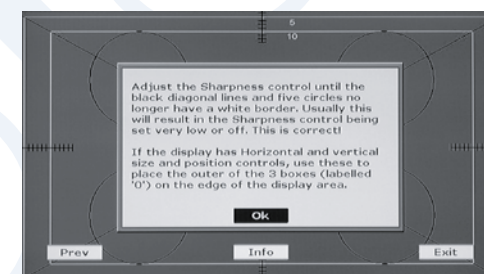 5
10
Adjust the Sharpness control until the
black diagonal lines and five circles no
longer have a white border. Usually this
will result in the Sharpness control being
set very low or off. This is correct!
If the display has Horizontal and vertical
size and position controls, use these to
place the outer of the 3 boxes (labelled
'0') on the edge of the display area.
Ok
Prev Info Exit